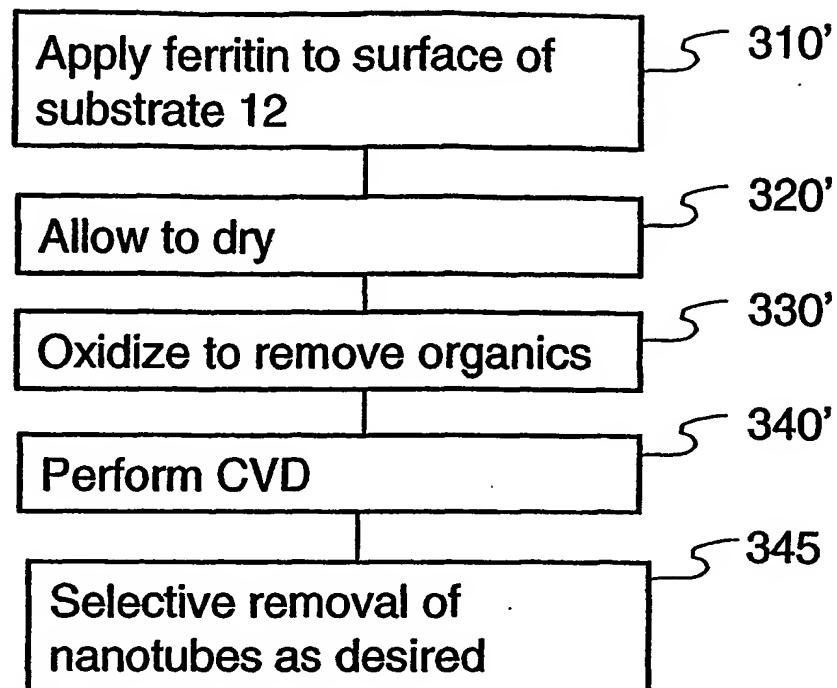 Apply ferritin to surface of
substrate 12
310’
Allow to dry
320’
Oxidize to remove organics
330’
Perform CVD
340’
Selective removal of
nanotubes as desired
345